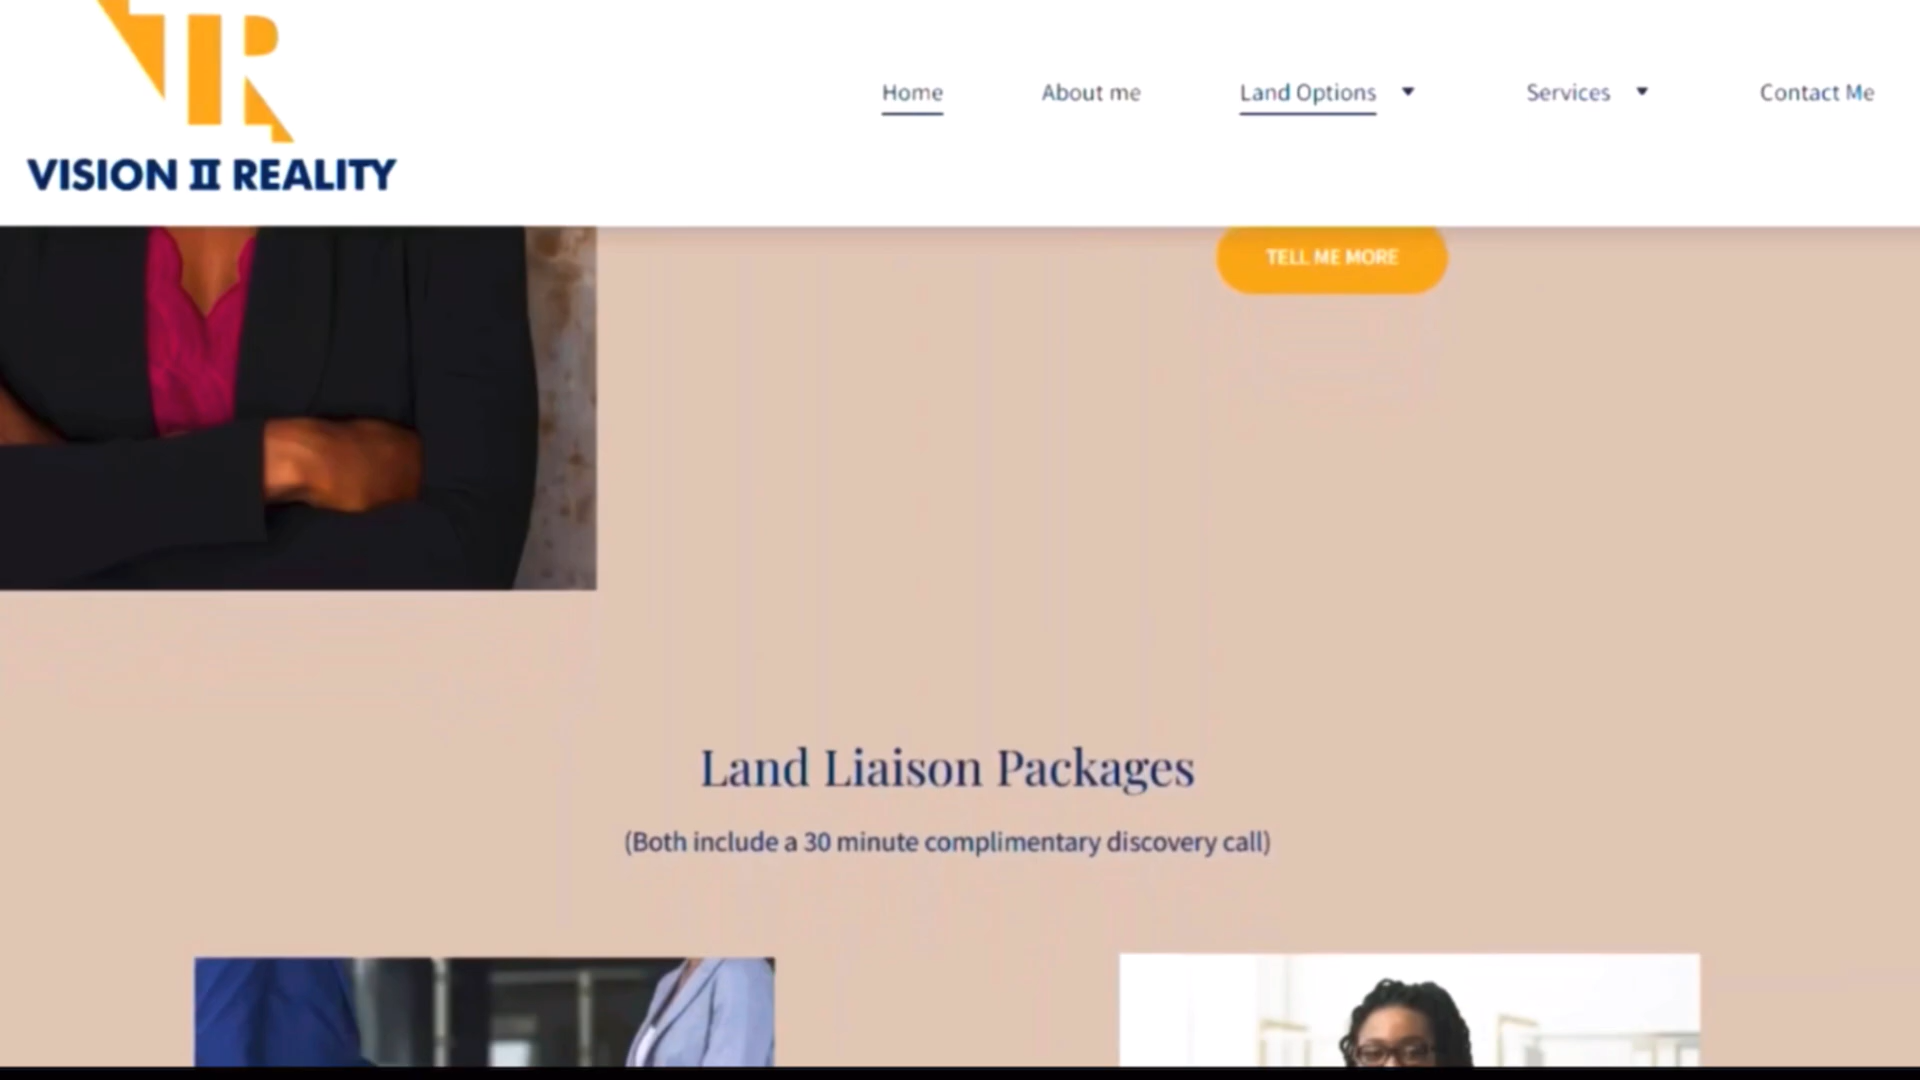 VISION II REALITY
Home
About me
Land Options
Services
Contact Me
TELL ME MORE
Land Liaison Packages
(Both include a 30 minute complimentary discovery call)